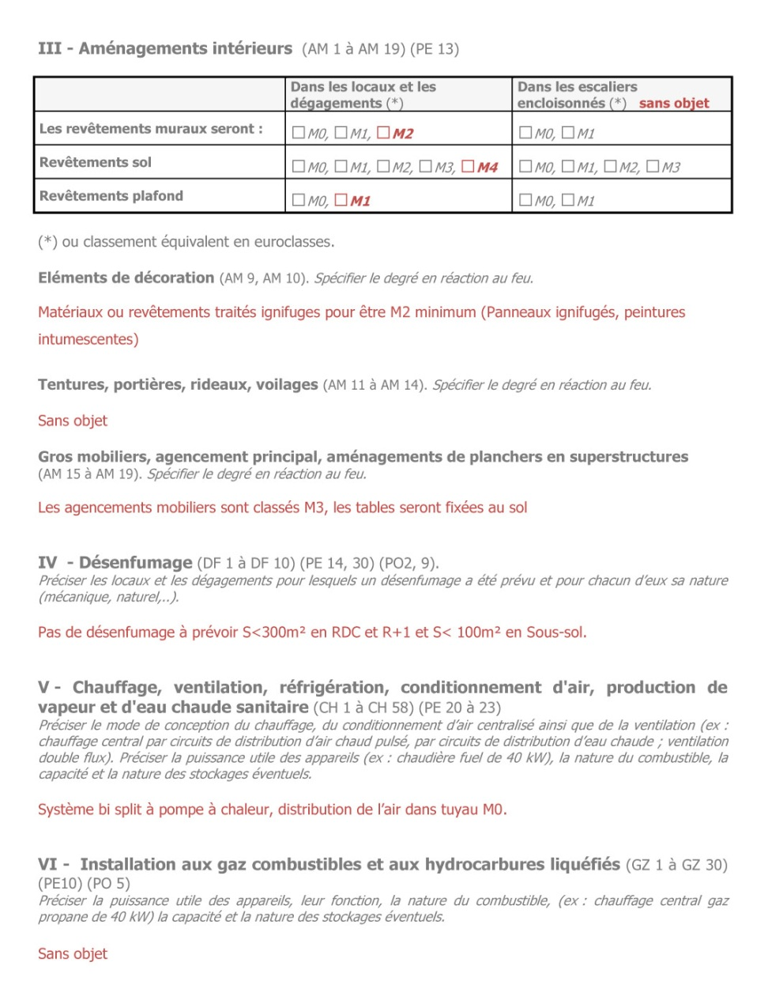 III - Aménagements intérieurs (AM 1 à AM 19) (PE 13)
Dans les locaux et les
dégagements (*)
Dans les escaliers
encloisonnés (*) sans objet
Les revêtements muraux seront :
☐ M0, ☐ M1, ☐ M2
☐ M0, ☐ M1
Revêtements sol
☐ M0, ☐ M1, ☐ M2, ☐ M3, ☐ M4
☐ M0, ☐ M1, ☐ M2, ☐ M3
Revêtements plafond
☐ M0, ☐ M1
☐ M0, ☐ M1
(*) ou classement équivalent en euroclasses.
Eléments de décoration (AM 9, AM 10). Spécifier le degré en réaction au feu.
Matériaux ou revêtements traités ignifuges pour être M2 minimum (Panneaux ignifugés, peintures
intumescentes)
Tentures, portières, rideaux, voilages (AM 11 à AM 14). Spécifier le degré en réaction au feu.
Sans objet
Gros mobiliers, agencement principal, aménagements de planchers en superstructures
(AM 15 à AM 19). Spécifier le degré en réaction au feu.
Les agencements mobiliers sont classés M3, les tables seront fixées au sol
IV - Désenfumage (DF 1 à DF 10) (PE 14, 30) (PO2, 9).
Préciser les locaux et les dégagements pour lesquels un désenfumage a été prévu et pour chacun d'eux sa nature
(mécanique, naturel,..).
Pas de désenfumage à prévoir S<300m² en RDC et R+1 et S< 100m² en Sous-sol.
V - Chauffage, ventilation, réfrigération, conditionnement d'air, production de
vapeur et d'eau chaude sanitaire (CH 1 à CH 58) (PE 20 à 23)
Préciser le mode de conception du chauffage, du conditionnement d'air centralisé ainsi que de la ventilation (ex :
chauffage central par circuits de distribution d'air chaud pulsé, par circuits de distribution d'eau chaude ; ventilation
double flux). Préciser la puissance utile des appareils (ex : chaudière fuel de 40 kW), la nature du combustible, la
capacité et la nature des stockages éventuels.
Système bi split à pompe à chaleur, distribution de l'air dans tuyau M0.
VI - Installation aux gaz combustibles et aux hydrocarbures liquéfiés (GZ 1 à GZ 30)
(PE10) (PO 5)
Préciser la puissance utile des appareils, leur fonction, la nature du combustible, (ex : chauffage central gaz
propane de 40 kW) la capacité et la nature des stockages éventuels.
Sans objet